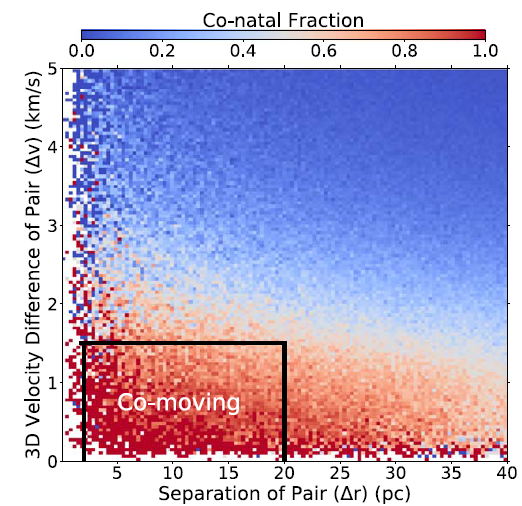 Co-natal Fraction
0.0 0.2 0.4 0.6 0.8 1.0
3D Velocity Difference of Pair (Δv) (km/s)
5
4
3
2
1
0
Co-moving
5 10 15 20 25 30 35 40
Separation of Pair (Δr) (pc)